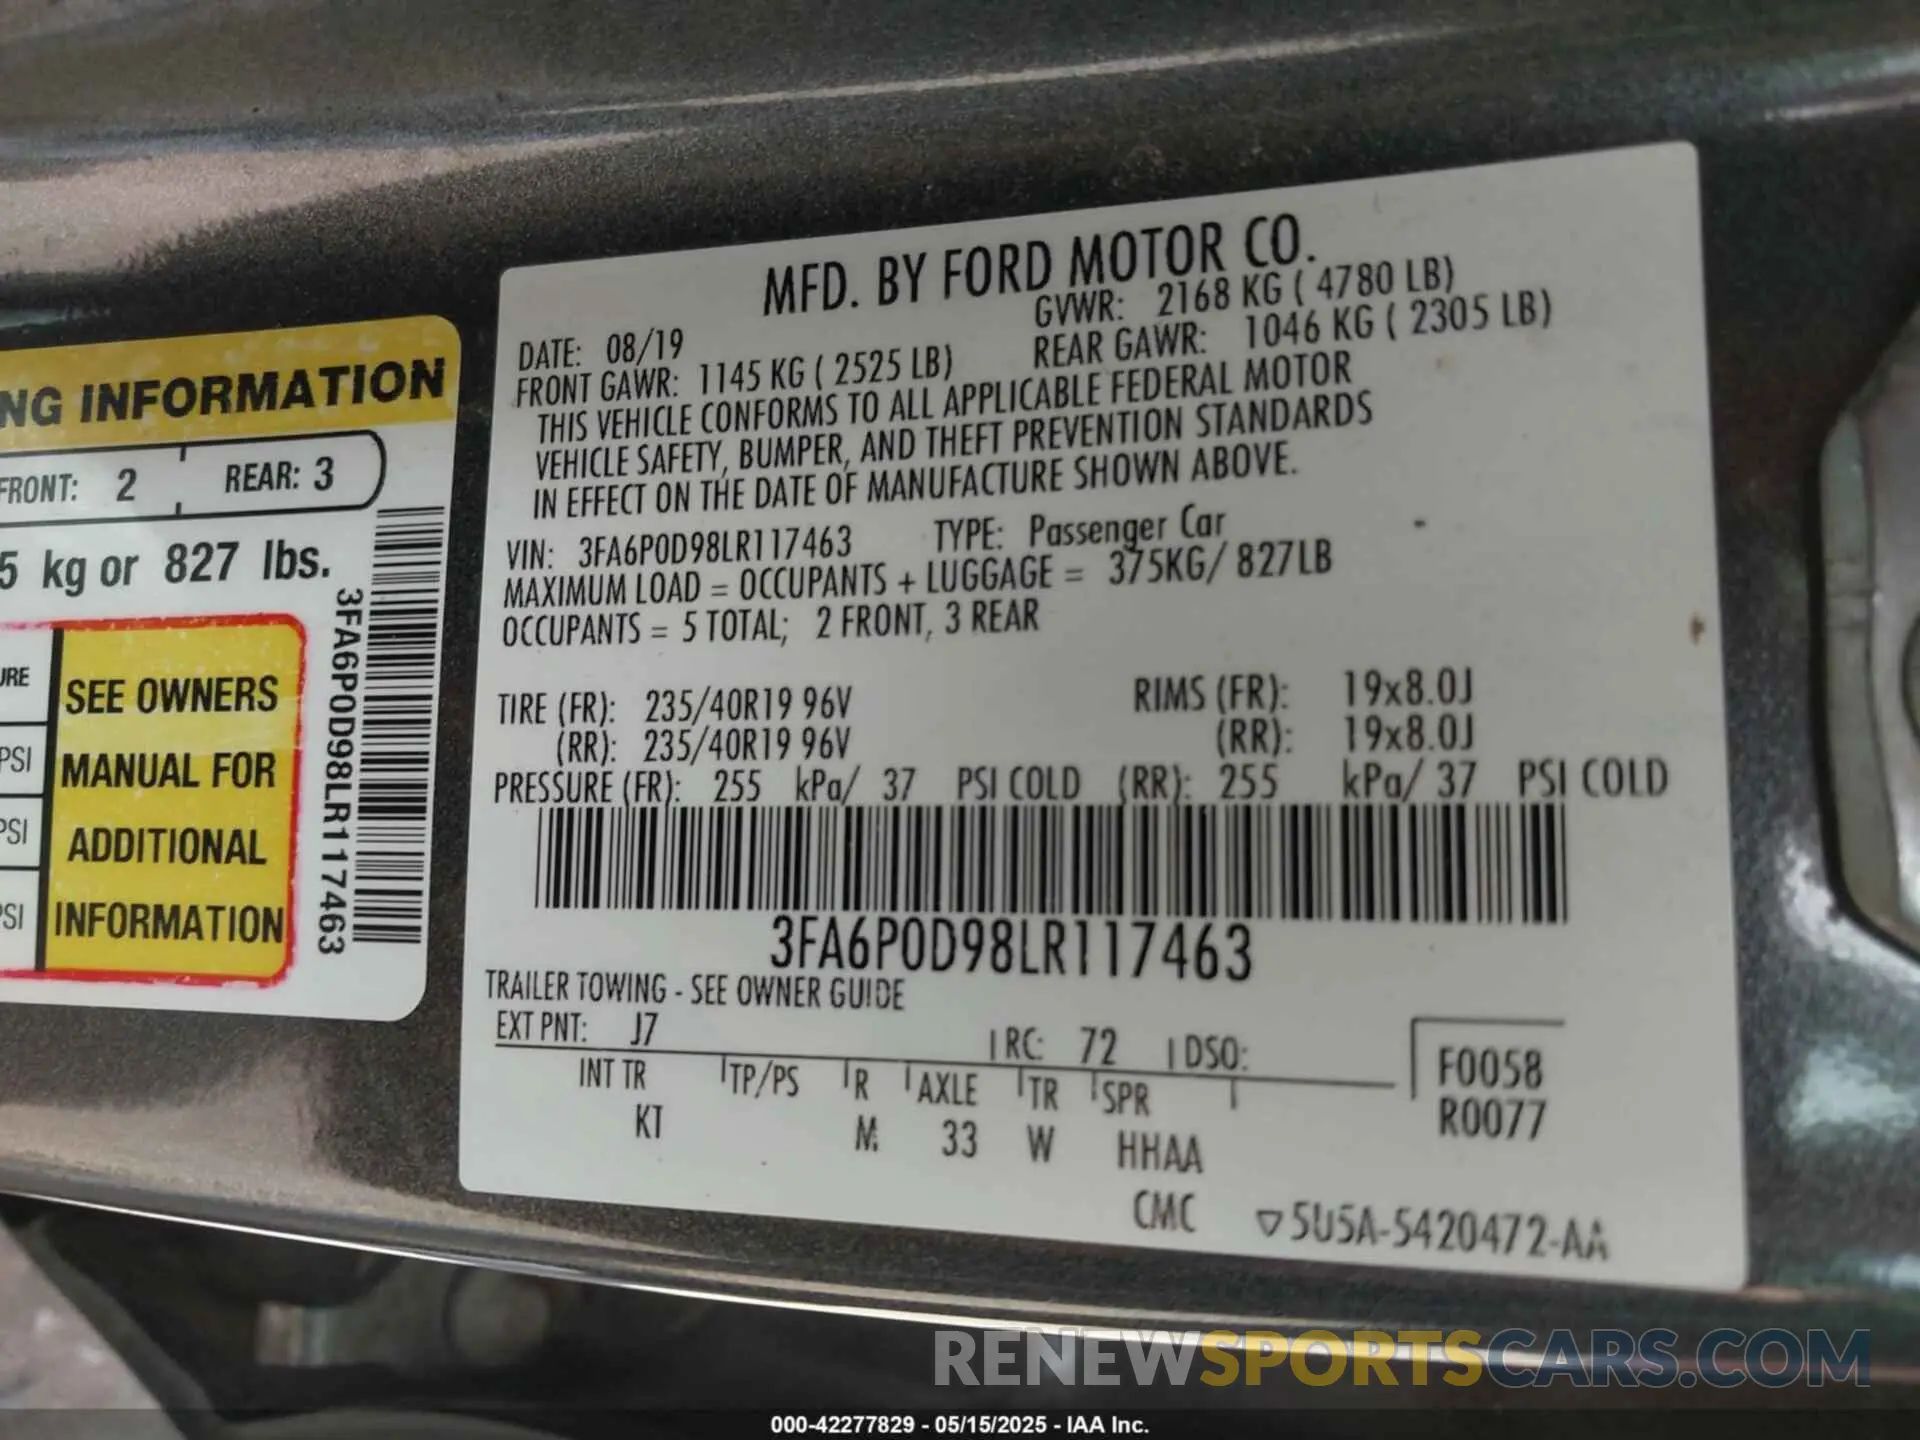 MFD. BY FORD MOTOR CO.
DATE: 08/19
GVWR: 2168 KG ( 4780 LB)
FRONT GAWR: 1145 KG ( 2525 LB)
REAR GAWR: 1046 KG ( 2305 LB)
THIS VEHICLE CONFORMS TO ALL APPLICABLE FEDERAL MOTOR
VEHICLE SAFETY, BUMPER, AND THEFT PREVENTION STANDARDS
IN EFFECT ON THE DATE OF MANUFACTURE SHOWN ABOVE.
VIN: 3FA6P0D98LR117463 TYPE: Passenger Car
MAXIMUM LOAD = OCCUPANTS + LUGGAGE = 375KG/ 827LB
OCCUPANTS = 5 TOTAL; 2 FRONT, 3 REAR
TIRE (FR): 235/40R19 96V RIMS (FR): 19x8.0J
(RR): 235/40R19 96V (RR): 19x8.0J
PRESSURE (FR): 255 kPa/ 37 PSI COLD (RR): 255 kPa/ 37 PSI COLD
3FA6P0D98LR117463
TRAILER TOWING - SEE OWNER GUIDE
EXT PNT: J7 RC: 72 DSO:
INT TR TP/PS R AXLE TR SPR
KT M 33 W HHAA
F0058
R0077
CMC 5U5A-5420472-AA
NG INFORMATION
FRONT: 2 REAR: 3
5 kg or 827 lbs.
URE
PSI
PSI
PSI
SEE OWNERS
MANUAL FOR
ADDITIONAL
INFORMATION
3FA6P0D98LR117463
RENEWSPORTSCARS.COM
000-42277829 - 05/15/2025 - IAA Inc.